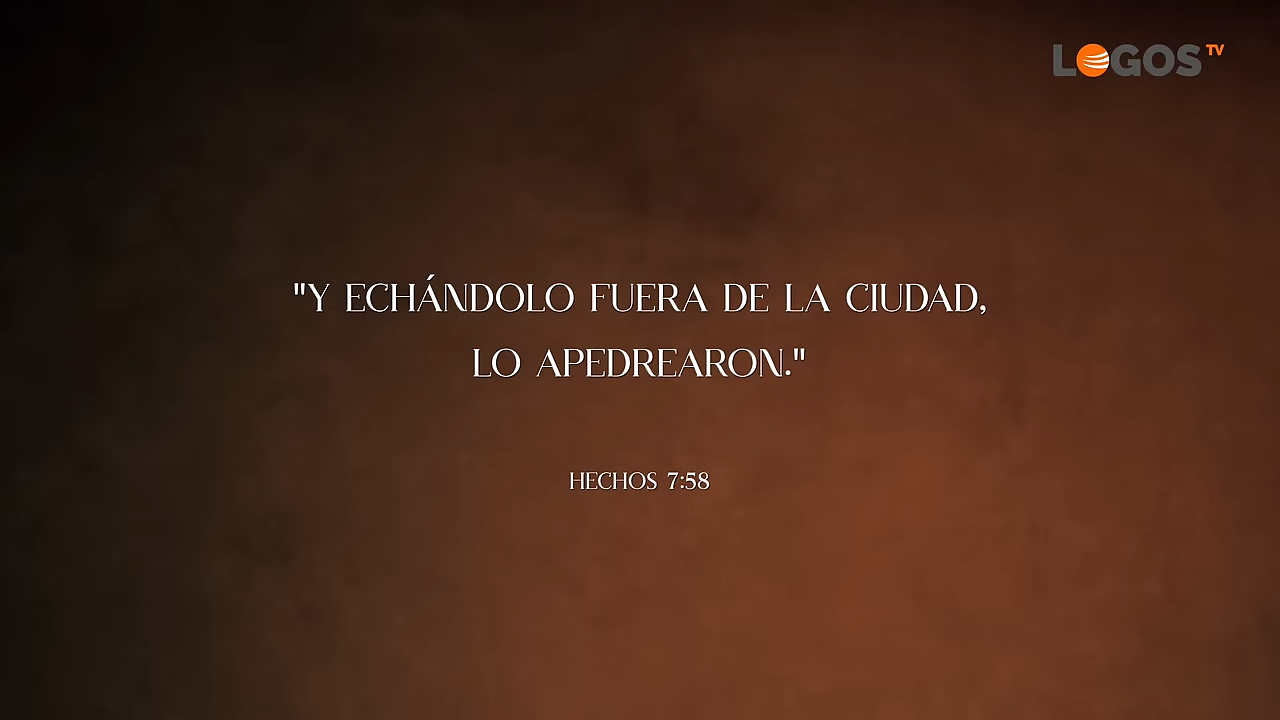 LOGOS TV
"Y ECHÁNDOLO FUERA DE LA CIUDAD,
LO APEDREARON."
HECHOS 7:58